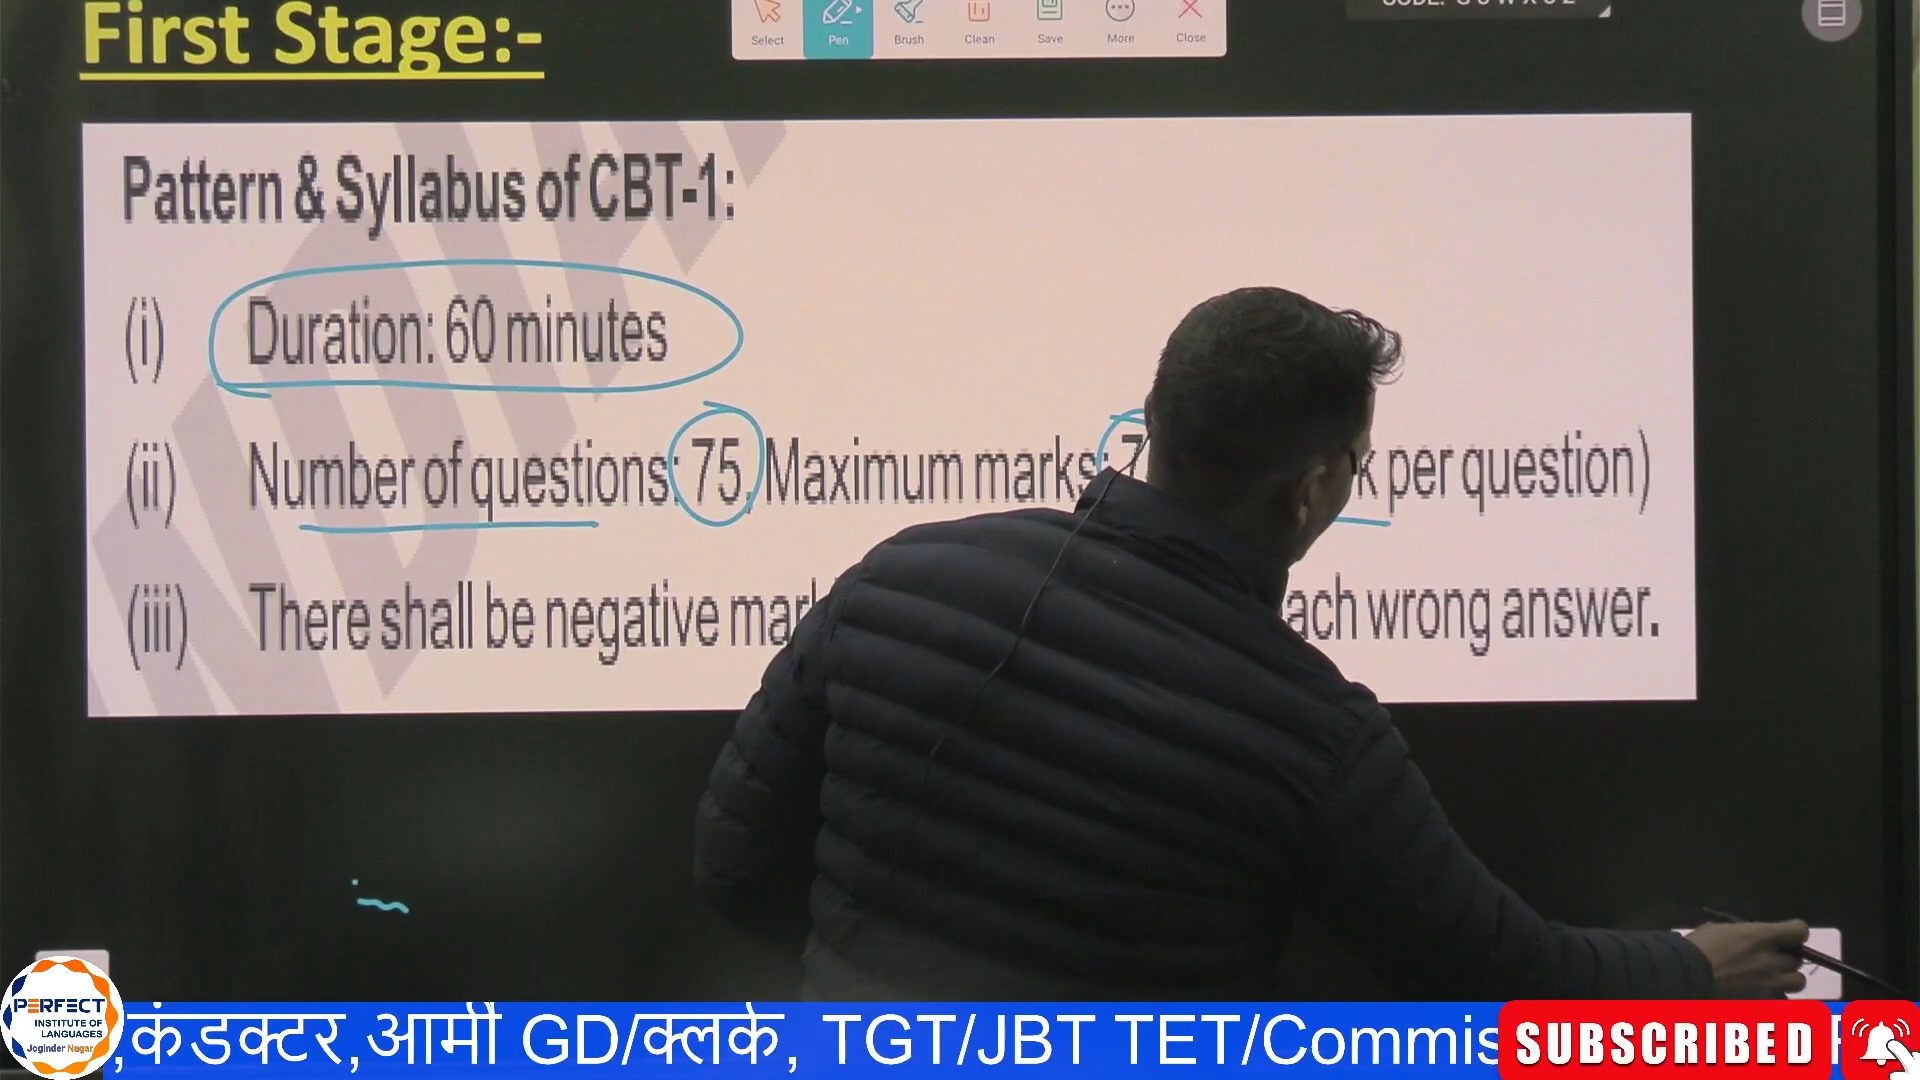 First Stage:-
Select Pen Brush Clean Save More Close
Pattern & Syllabus of CBT-1:
(i) Duration: 60 minutes
(ii) Number of questions: 75, Maximum marks: 7 k per question)
(iii) There shall be negative mar ach wrong answer.
PERFECT
INSTITUTE OF
LANGUAGES
Joginder Nagar
,कंडक्टर,आर्मी GD/क्लर्क, TGT/JBT TET/Commis
SUBSCRIBED